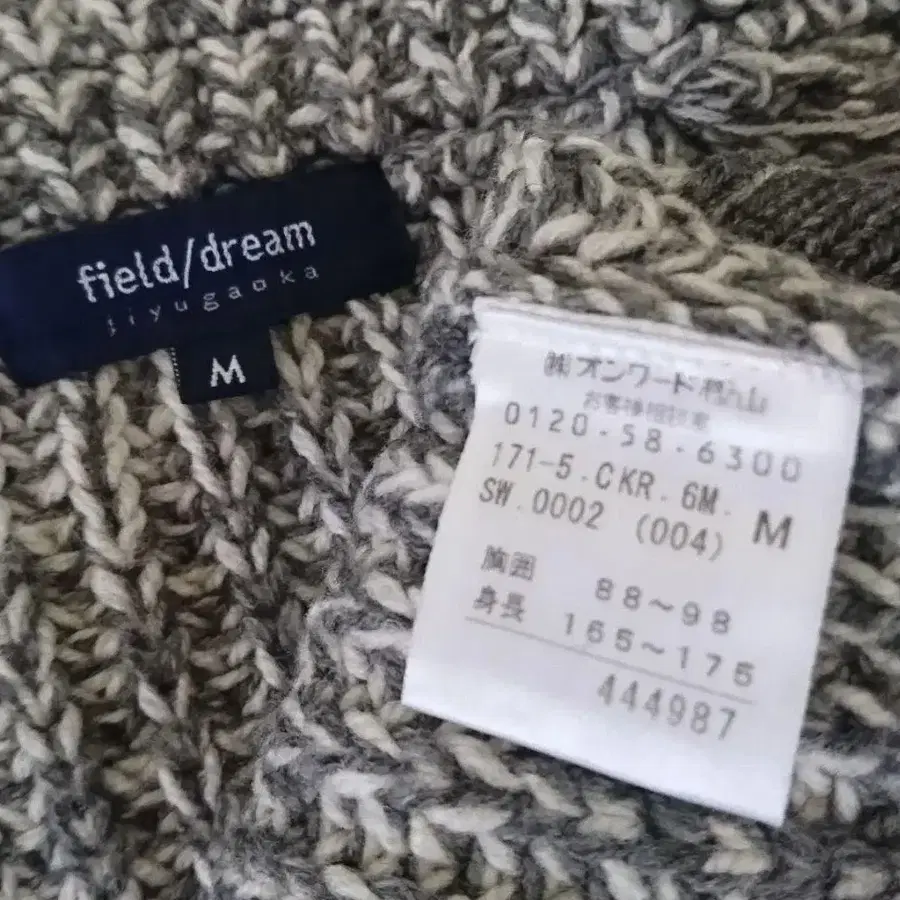 field/dream
jiyugaoka
M
㈱オンワード樫山
お客様相談室
0120-58-6300
171-5.CKR.6M.
SW.0002 (004) M
胸囲 88~98
身長 165~175
444987